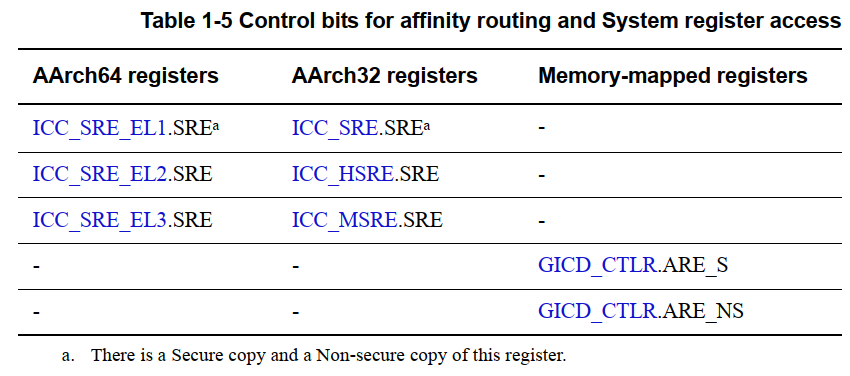 Table 1-5 Control bits for affinity routing and System register access
AArch64 registers AArch32 registers Memory-mapped registers
ICC_SRE_EL1.SREᵃ ICC_SRE.SREᵃ -
ICC_SRE_EL2.SRE ICC_HSRE.SRE -
ICC_SRE_EL3.SRE ICC_MSRE.SRE -
- - GICD_CTLR.ARE_S
- - GICD_CTLR.ARE_NS
a. There is a Secure copy and a Non-secure copy of this register.